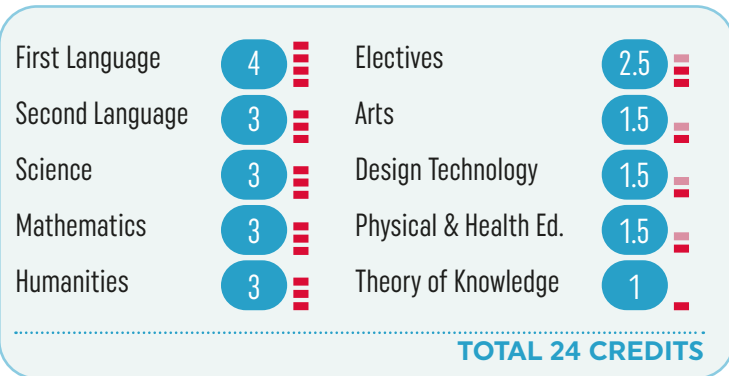 First Language 4
Second Language 3
Science 3
Mathematics 3
Humanities 3
Electives 2.5
Arts 1.5
Design Technology 1.5
Physical & Health Ed. 1.5
Theory of Knowledge 1
TOTAL 24 CREDITS